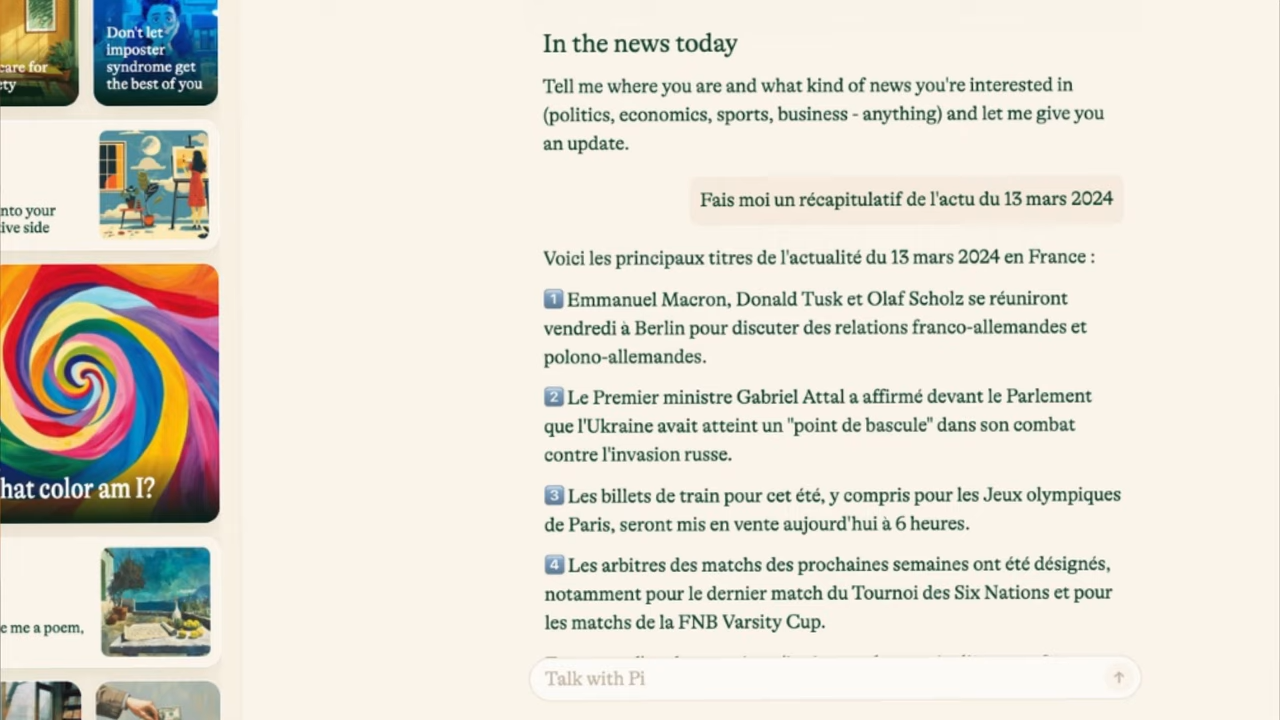 care for
ety
Don't let
imposter
syndrome get
the best of you
nto your
ive side
hat color am I?
e me a poem,
In the news today
Tell me where you are and what kind of news you're interested in
(politics, economics, sports, business - anything) and let me give you
an update.
Fais moi un récapitulatif de l'actu du 13 mars 2024
Voici les principaux titres de l'actualité du 13 mars 2024 en France :
1 Emmanuel Macron, Donald Tusk et Olaf Scholz se réuniront
vendredi à Berlin pour discuter des relations franco-allemandes et
polono-allemandes.
2 Le Premier ministre Gabriel Attal a affirmé devant le Parlement
que l'Ukraine avait atteint un "point de bascule" dans son combat
contre l'invasion russe.
3 Les billets de train pour cet été, y compris pour les Jeux olympiques
de Paris, seront mis en vente aujourd'hui à 6 heures.
4 Les arbitres des matchs des prochaines semaines ont été désignés,
notamment pour le dernier match du Tournoi des Six Nations et pour
les matchs de la FNB Varsity Cup.
Talk with Pi